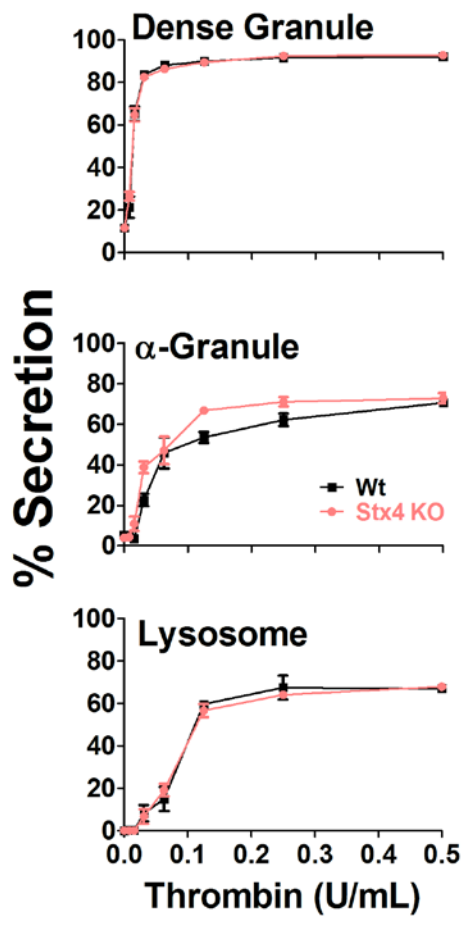 Dense Granule
100
80
60
40
20
0
% Secretion
α-Granule
100
80
60
40
20
0
Wt
Stx4 KO
Lysosome
100
80
60
40
20
0
0.0 0.1 0.2 0.3 0.4 0.5
Thrombin (U/mL)